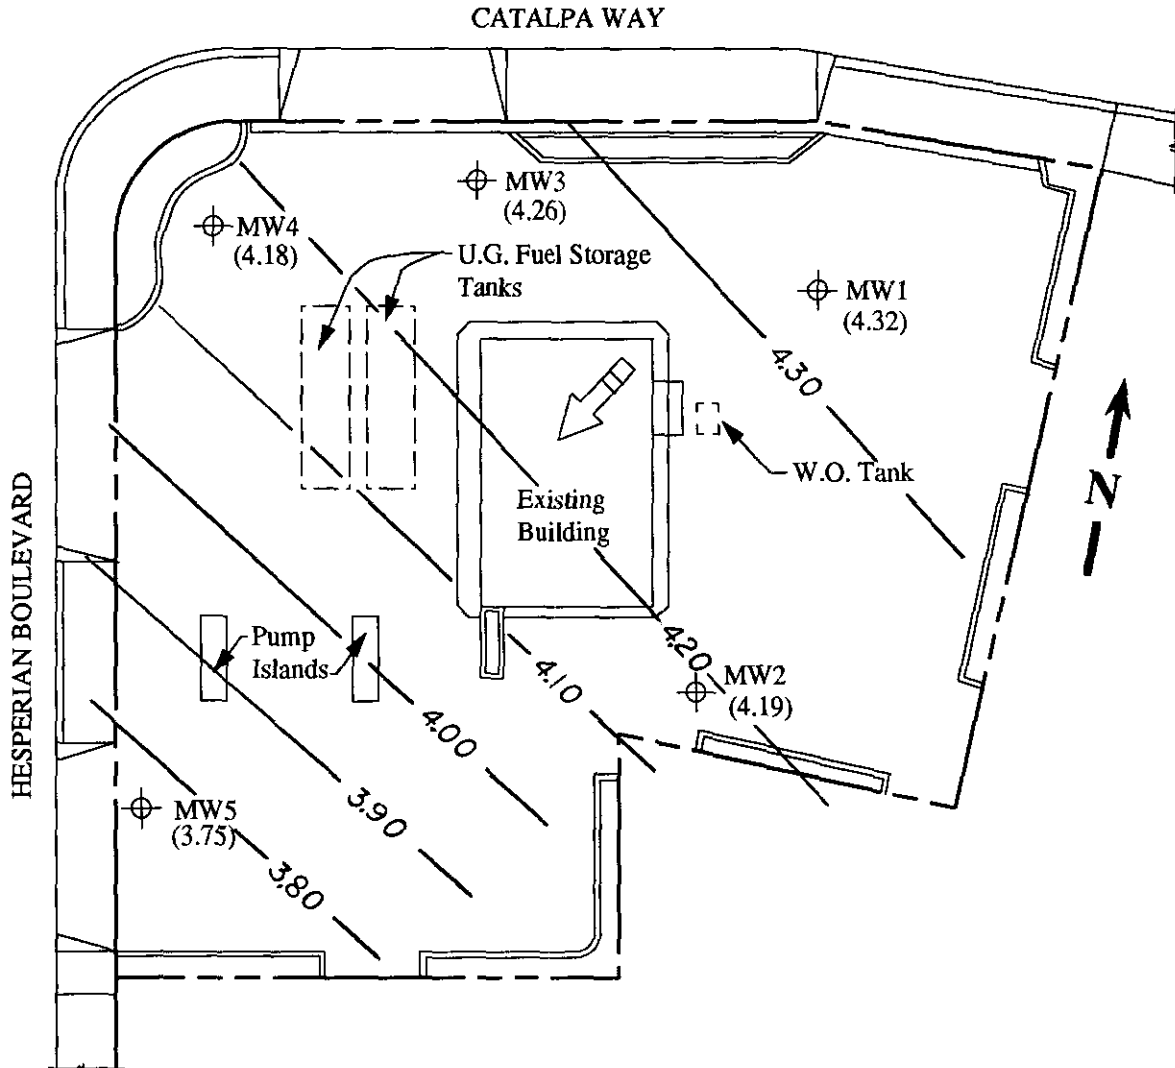 CATALPA WAY
MW3
(4.26)
MW4
(4.18)
U.G. Fuel Storage
Tanks
MW1
(4.32)
4.30
W.O. Tank
N
Existing
Building
HESPERIAN BOULEVARD
Pump
Islands
4.20
4.10
MW2
(4.19)
4.00
3.90
MW5
(3.75)
3.80